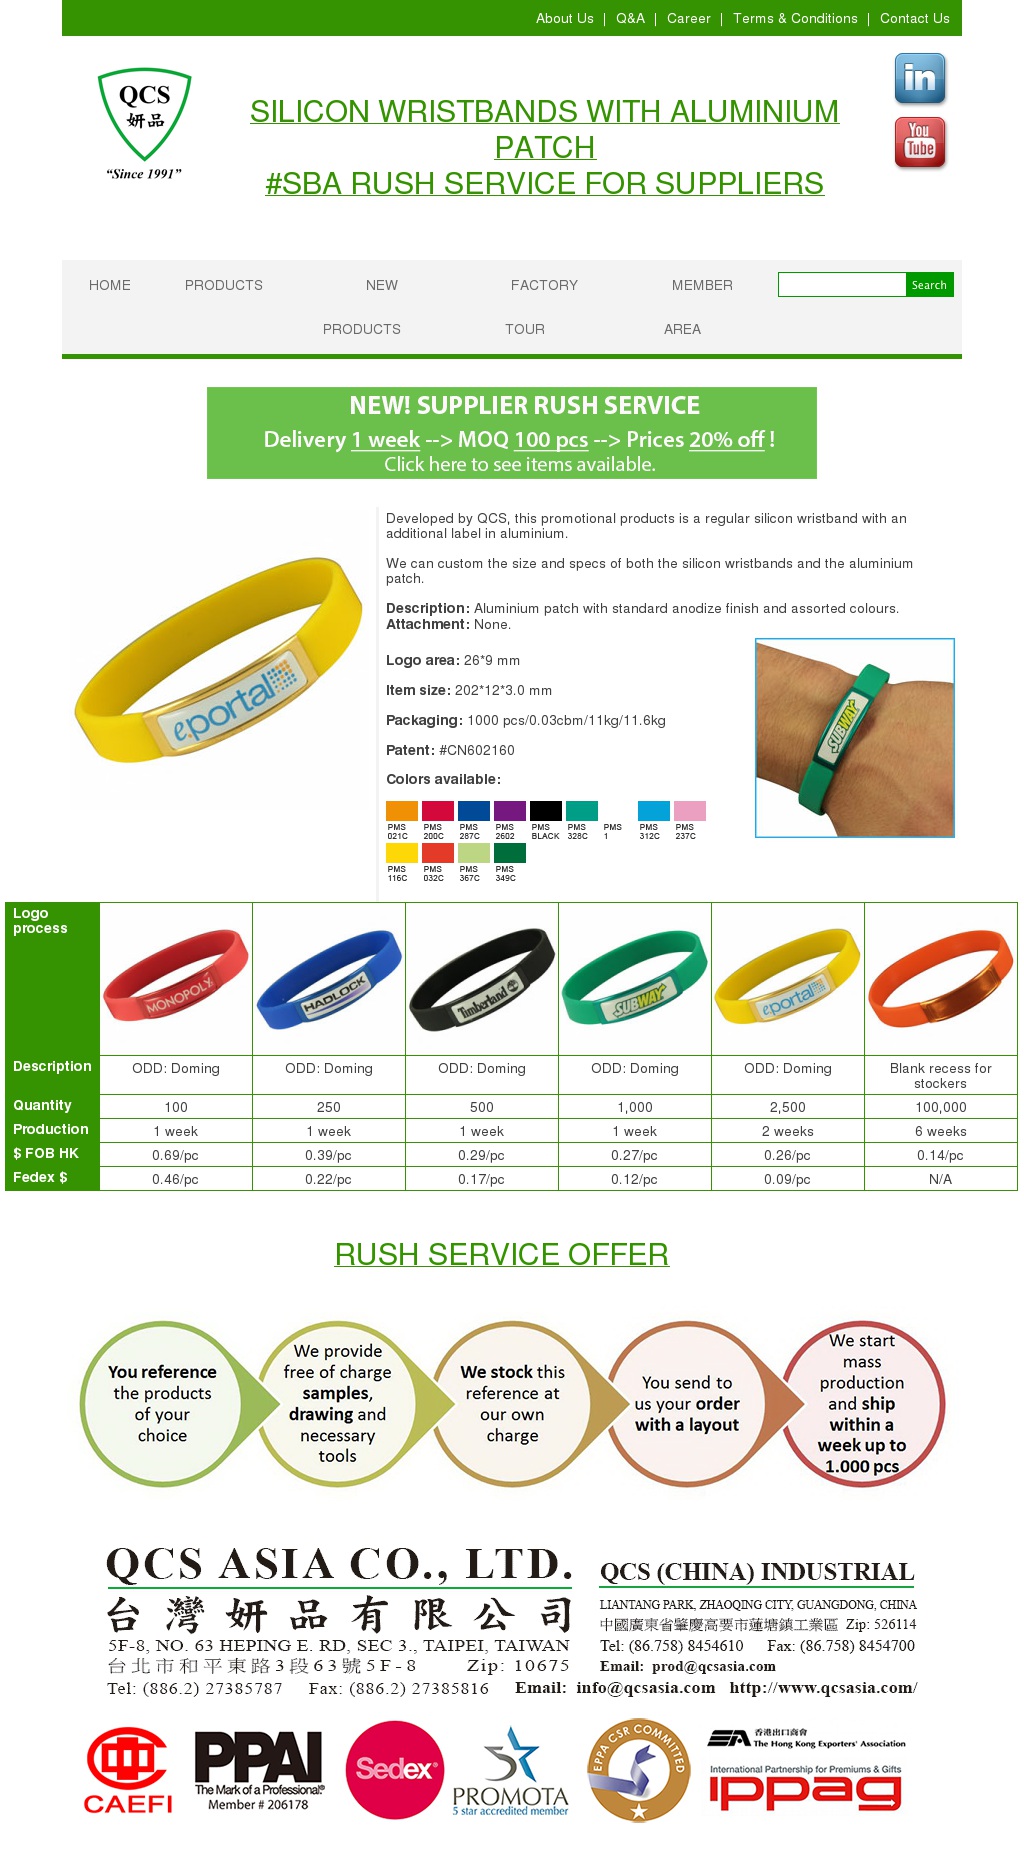 About Us | Q&A | Career | Terms & Conditions | Contact Us
QCS
妍品
“Since 1991”
SILICON WRISTBANDS WITH ALUMINIUM
PATCH
#SBA RUSH SERVICE FOR SUPPLIERS
in
You
Tube
HOME PRODUCTS NEW PRODUCTS FACTORY TOUR MEMBER AREA Search
NEW! SUPPLIER RUSH SERVICE
Delivery 1 week --> MOQ 100 pcs --> Prices 20% off !
Click here to see items available.
e.portal
Developed by QCS, this promotional products is a regular silicon wristband with an
additional label in aluminium.
We can custom the size and specs of both the silicon wristbands and the aluminium
patch.
Description: Aluminium patch with standard anodize finish and assorted colours.
Attachment: None.
Logo area: 26*9 mm
Item size: 202*12*3.0 mm
Packaging: 1000 pcs/0.03cbm/11kg/11.6kg
Patent: #CN602160
Colors available:
SUBWAY
PMS 021C PMS 200C PMS 287C PMS 2602 PMS BLACK PMS 328C PMS 1 PMS 312C PMS 237C
PMS 116C PMS 032C PMS 367C PMS 349C
Logo
process
MONOPOLY HADLOCK Timberland SUBWAY e.portal
Description ODD: Doming ODD: Doming ODD: Doming ODD: Doming ODD: Doming Blank recess for stockers
Quantity 100 250 500 1,000 2,500 100,000
Production 1 week 1 week 1 week 1 week 2 weeks 6 weeks
$ FOB HK 0.69/pc 0.39/pc 0.29/pc 0.27/pc 0.26/pc 0.14/pc
Fedex $ 0.46/pc 0.22/pc 0.17/pc 0.12/pc 0.09/pc N/A
RUSH SERVICE OFFER
You reference
the products
of your
choice
We provide
free of charge
samples,
drawing and
necessary
tools
We stock this
reference at
our own
charge
You send to
us your order
with a layout
We start
mass
production
and ship
within a
week up to
1.000 pcs
QCS ASIA CO., LTD.
台灣妍品有限公司
5F-8, NO. 63 HEPING E. RD, SEC 3., TAIPEI, TAIWAN
台北市和平東路3段63號5F-8 Zip: 10675
Tel: (886.2) 27385787 Fax: (886.2) 27385816 Email: info@qcsasia.com http://www.qcsasia.com/
QCS (CHINA) INDUSTRIAL
LIANTANG PARK, ZHAOQING CITY, GUANGDONG, CHINA
中國廣東省肇慶高要市蓮塘鎮工業區 Zip: 526114
Tel: (86.758) 8454610 Fax: (86.758) 8454700
Email: prod@qcsasia.com
CAEFI
PPAI
The Mark of a Professional.®
Member # 206178
Sedex®
PROMOTA
5 star accredited member
EPPA CSR COMMITTED
香港出口商會
The Hong Kong Exporters' Association
International Partnership for Premiums & Gifts
ippag